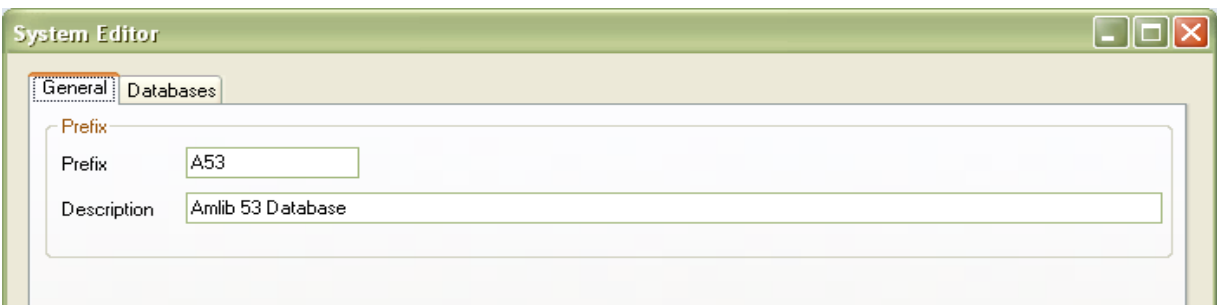 System Editor
General Databases
Prefix
Prefix A53
Description Amlib 53 Database